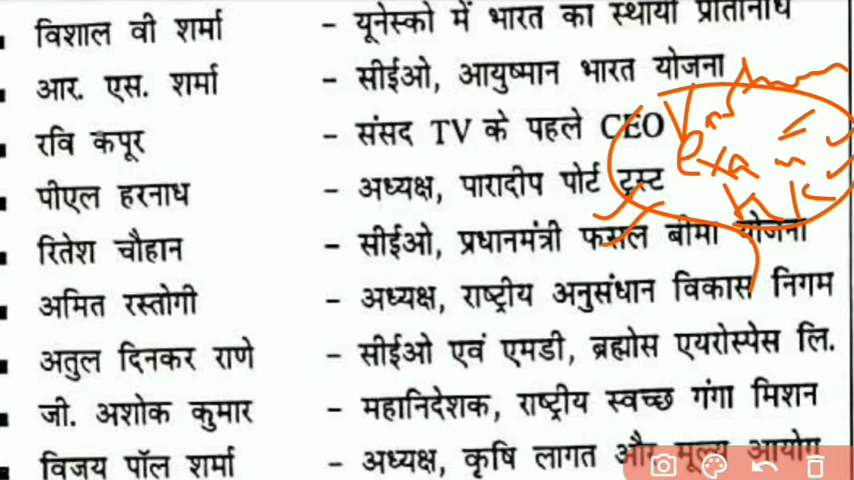 विशाल वी शर्मा - यूनेस्को में भारत का स्थायी प्रतिनिधि
आर. एस. शर्मा - सीईओ, आयुष्मान भारत योजना
रवि कपूर - संसद TV के पहले CEO
पीएल हरनाध - अध्यक्ष, पारादीप पोर्ट ट्रस्ट
रितेश चौहान - सीईओ, प्रधानमंत्री फसल बीमा योजना
अमित रस्तोगी - अध्यक्ष, राष्ट्रीय अनुसंधान विकास निगम
अतुल दिनकर राणे - सीईओ एवं एमडी, ब्रह्मोस एयरोस्पेस लि.
जी. अशोक कुमार - महानिदेशक, राष्ट्रीय स्वच्छ गंगा मिशन
विजय पॉल शर्मा - अध्यक्ष, कृषि लागत और मूल्य आयोग